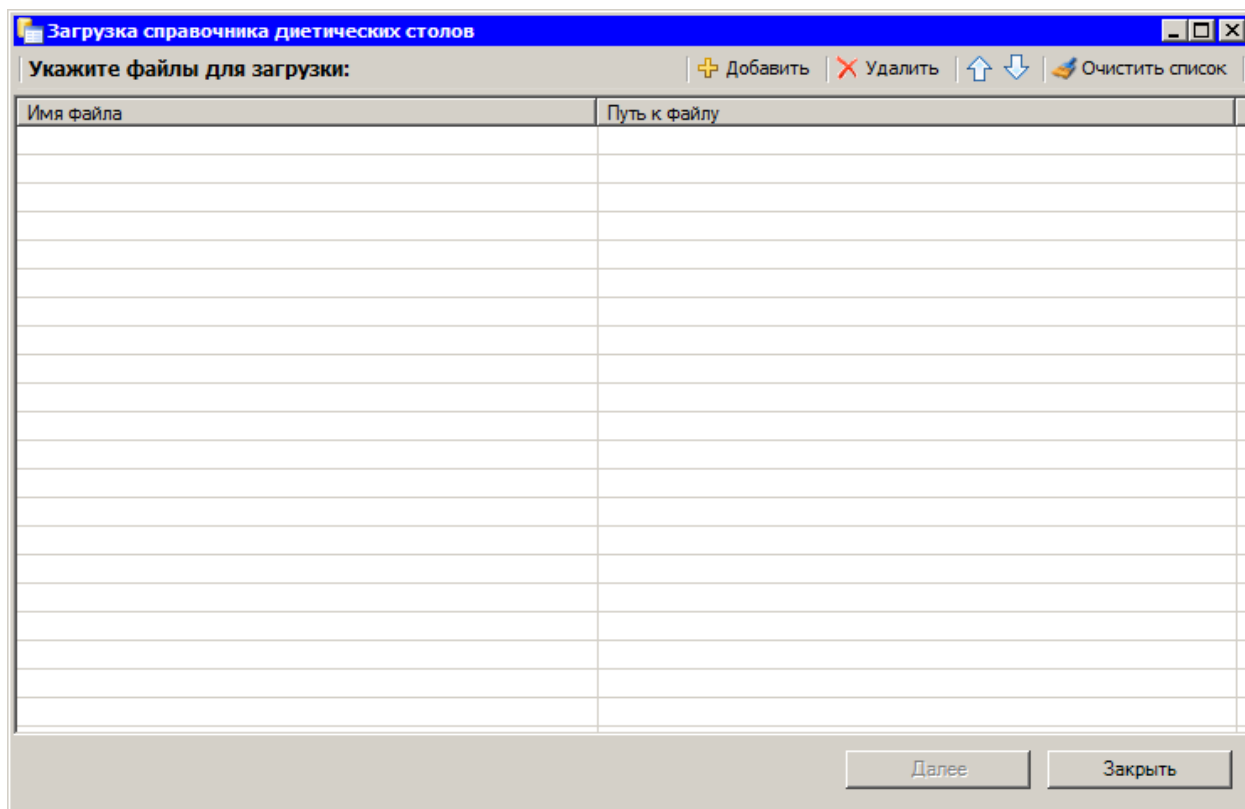 Загрузка справочника диетических столов
Укажите файлы для загрузки: Добавить Удалить Очистить список
Имя файла Путь к файлу
Далее Закрыть